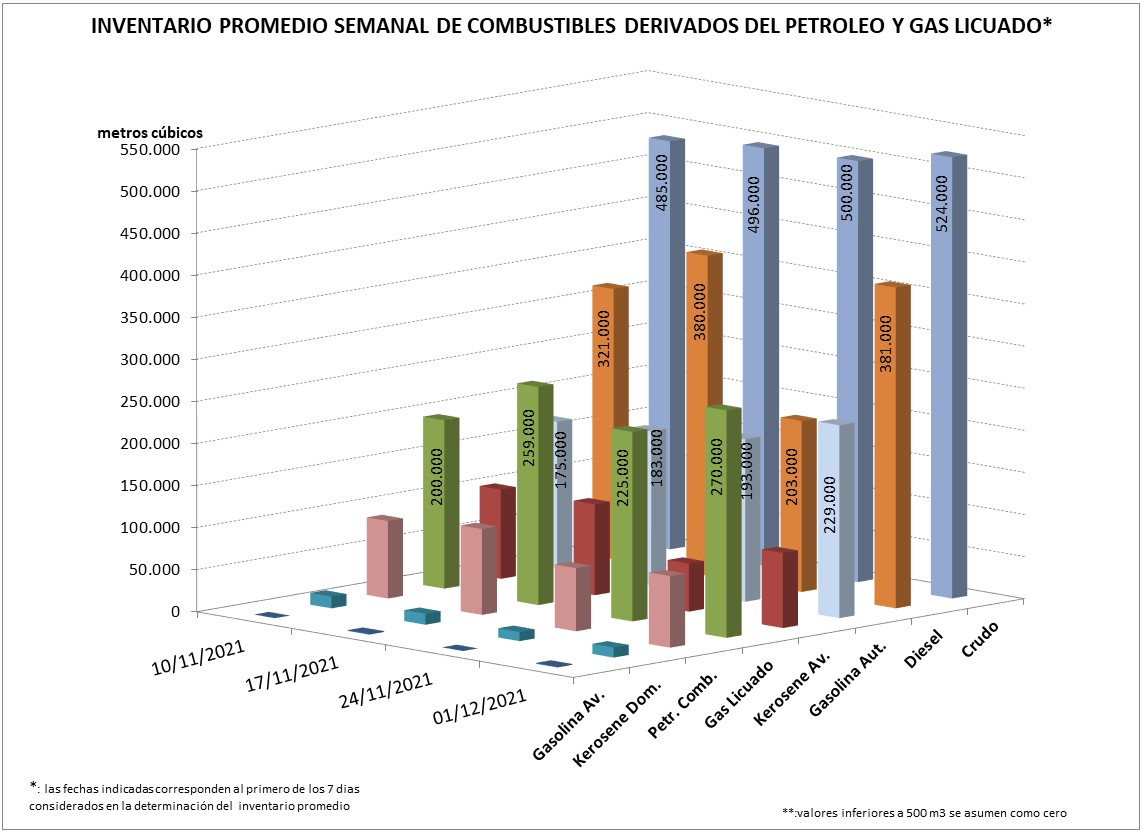 INVENTARIO PROMEDIO SEMANAL DE COMBUSTIBLES DERIVADOS DEL PETROLEO Y GAS LICUADO*
metros cúbicos
550.000
500.000
450.000
400.000
350.000
300.000
250.000
200.000
150.000
100.000
50.000
0
485.000
496.000
500.000
524.000
321.000
380.000
203.000
381.000
175.000
183.000
193.000
229.000
200.000
259.000
225.000
270.000
10/11/2021
17/11/2021
24/11/2021
01/12/2021
Gasolina Av.
Kerosene Dom.
Petr. Comb.
Gas Licuado
Kerosene Av.
Gasolina Aut.
Diesel
Crudo
*: las fechas indicadas corresponden al primero de los 7 dias
considerados en la determinación del inventario promedio
**:valores inferiores a 500 m3 se asumen como cero